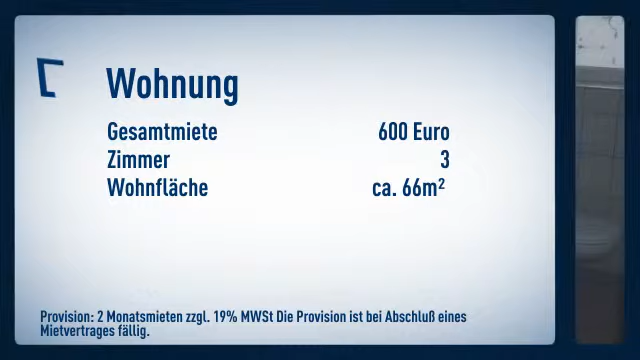 Wohnung
Gesamtmiete 600 Euro
Zimmer 3
Wohnfläche ca. 66m²
Provision: 2 Monatsmieten zzgl. 19% MWSt Die Provision ist bei Abschluß eines
Mietvertrages fällig.